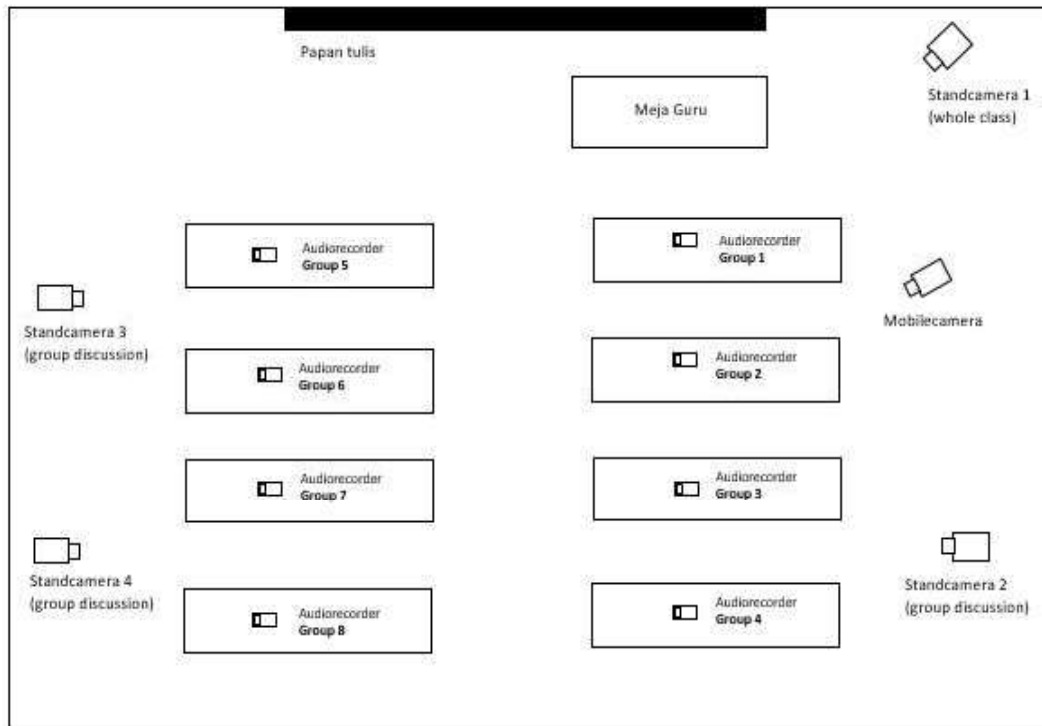 Papan tulis
Meja Guru
Standcamera 1
(whole class)
Audiorecorder
Group 5
Audiorecorder
Group 1
Standcamera 3
(group discussion)
Mobilecamera
Audiorecorder
Group 6
Audiorecorder
Group 2
Audiorecorder
Group 7
Audiorecorder
Group 3
Standcamera 4
(group discussion)
Standcamera 2
(group discussion)
Audiorecorder
Group 8
Audiorecorder
Group 4